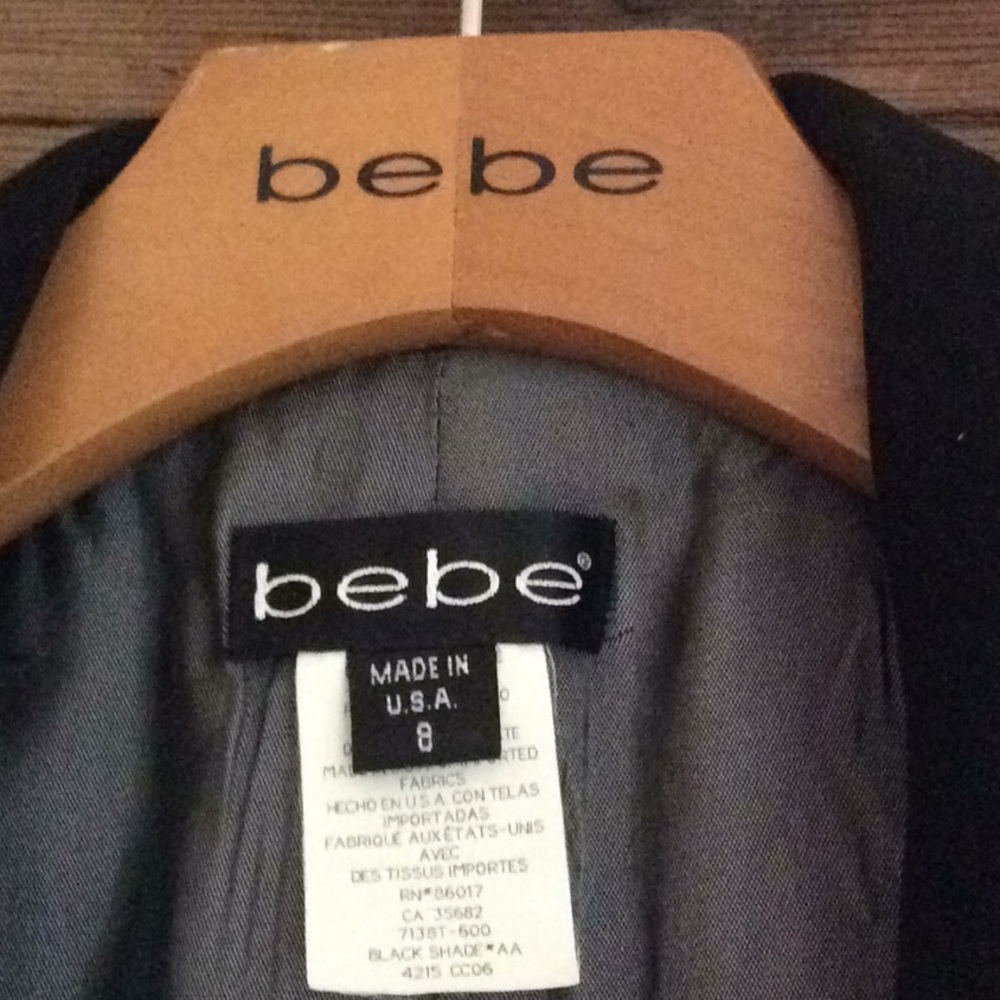 bebe
bebe®
MADE IN
U.S.A.
8
FABRICS
HECHO EN U.S.A CON TELAS
IMPORTADAS
FABRIQUÉ AUX ÉTATS-UNIS
AVEC
DES TISSUS IMPORTES
RN#86017
CA 35682
7138T-600
BLACK SHADE*AA
4215 CC06